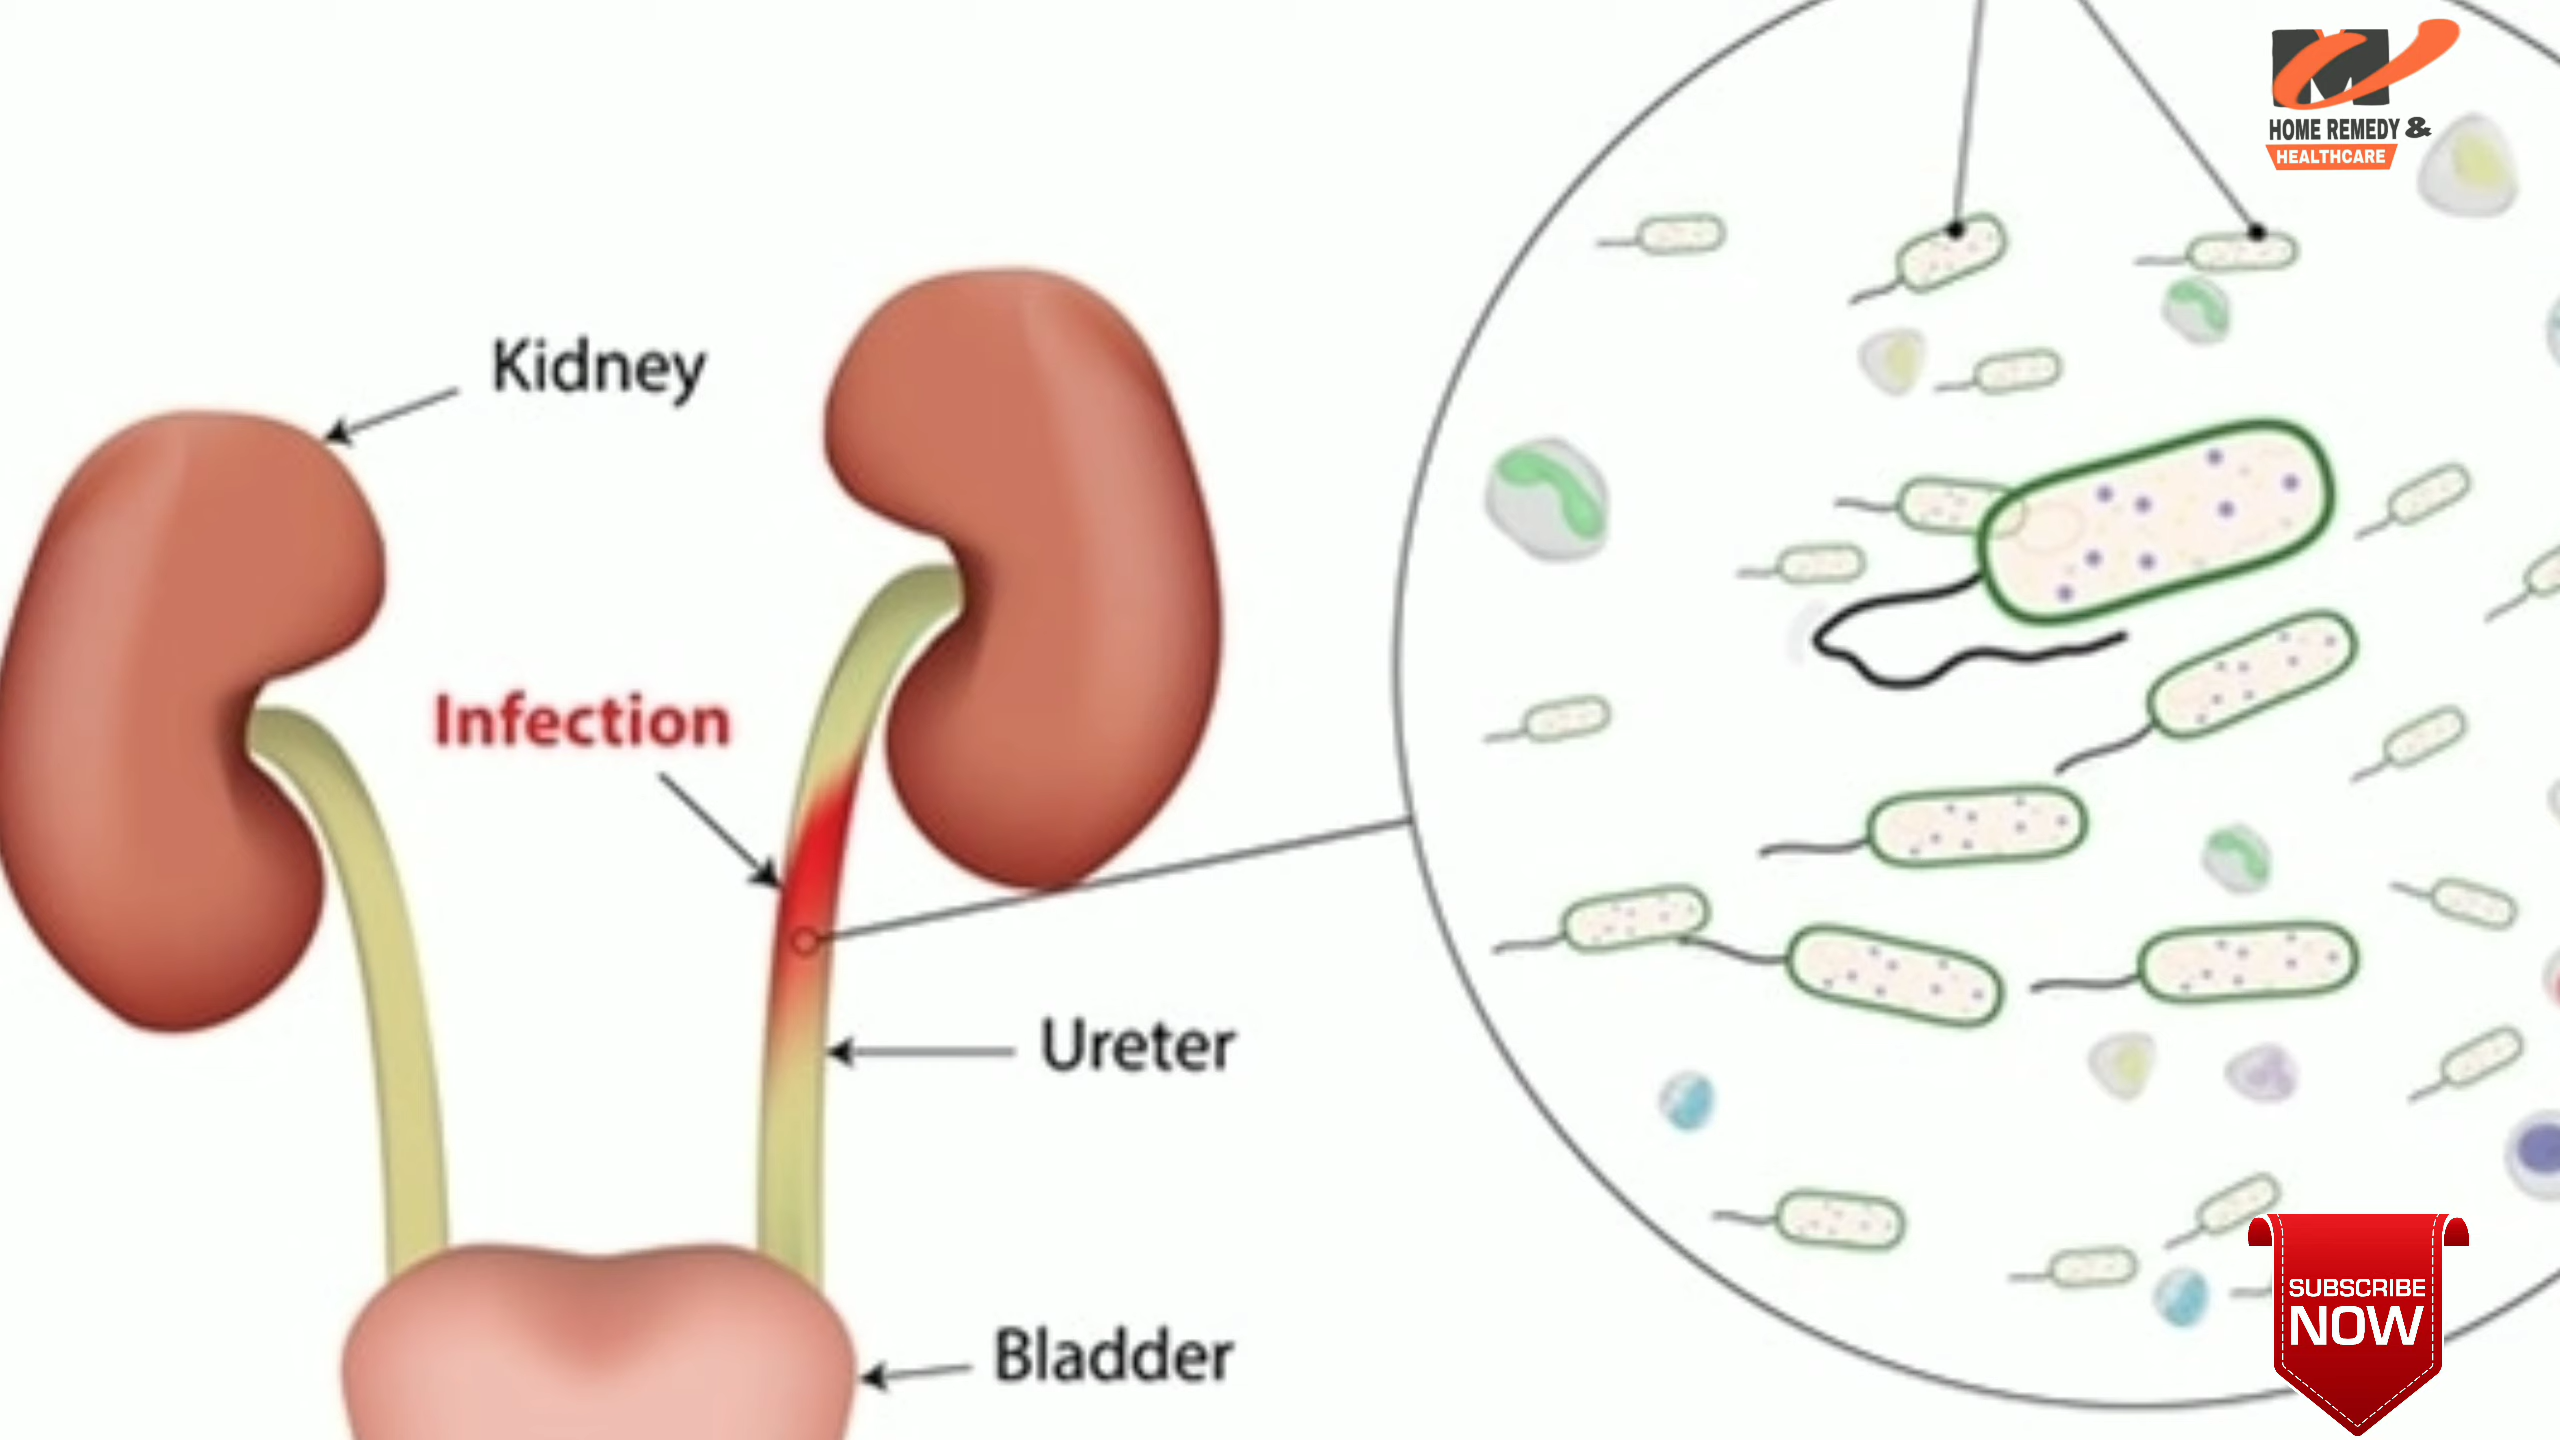 HOME REMEDY &
HEALTHCARE
Kidney
Infection
Ureter
Bladder
SUBSCRIBE
NOW